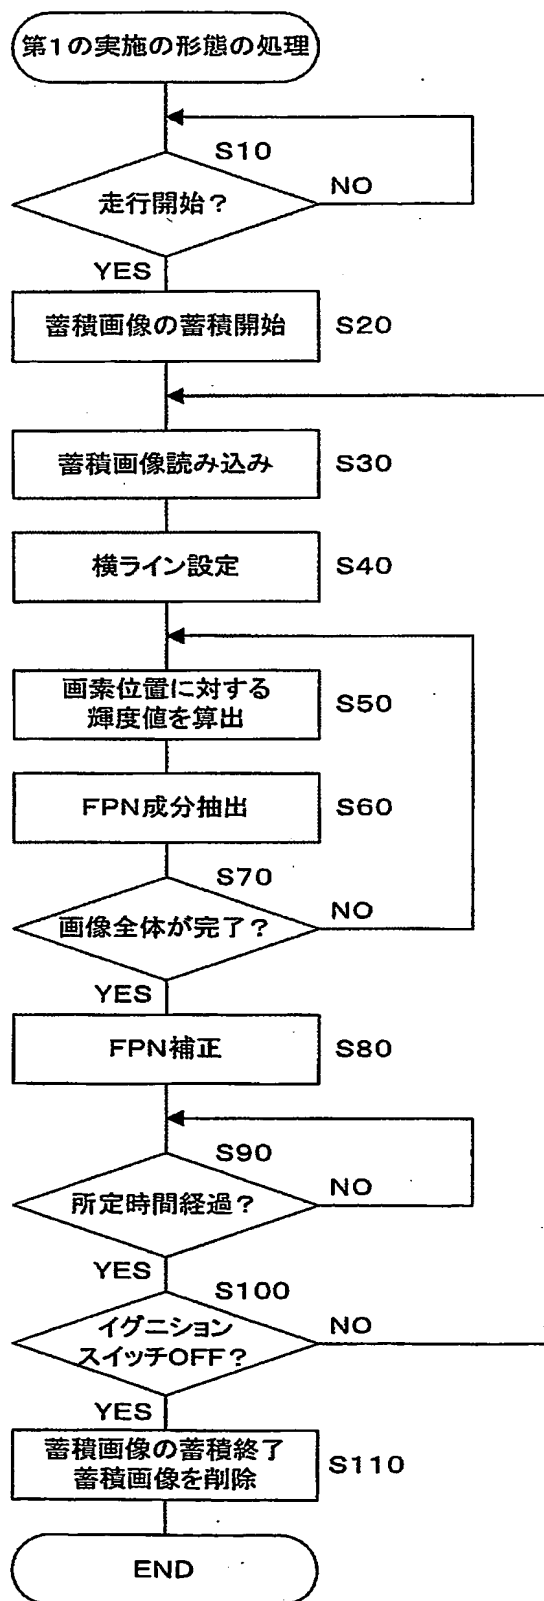 第1の実施の形態の処理
S10
走行開始?
NO
YES
蓄積画像の蓄積開始
S20
蓄積画像読み込み
S30
横ライン設定
S40
画素位置に対する
輝度値を算出
S50
FPN成分抽出
S60
S70
画像全体が完了?
NO
YES
FPN補正
S80
S90
所定時間経過?
NO
YES
S100
イグニション
スイッチOFF?
NO
YES
蓄積画像の蓄積終了
蓄積画像を削除
S110
END